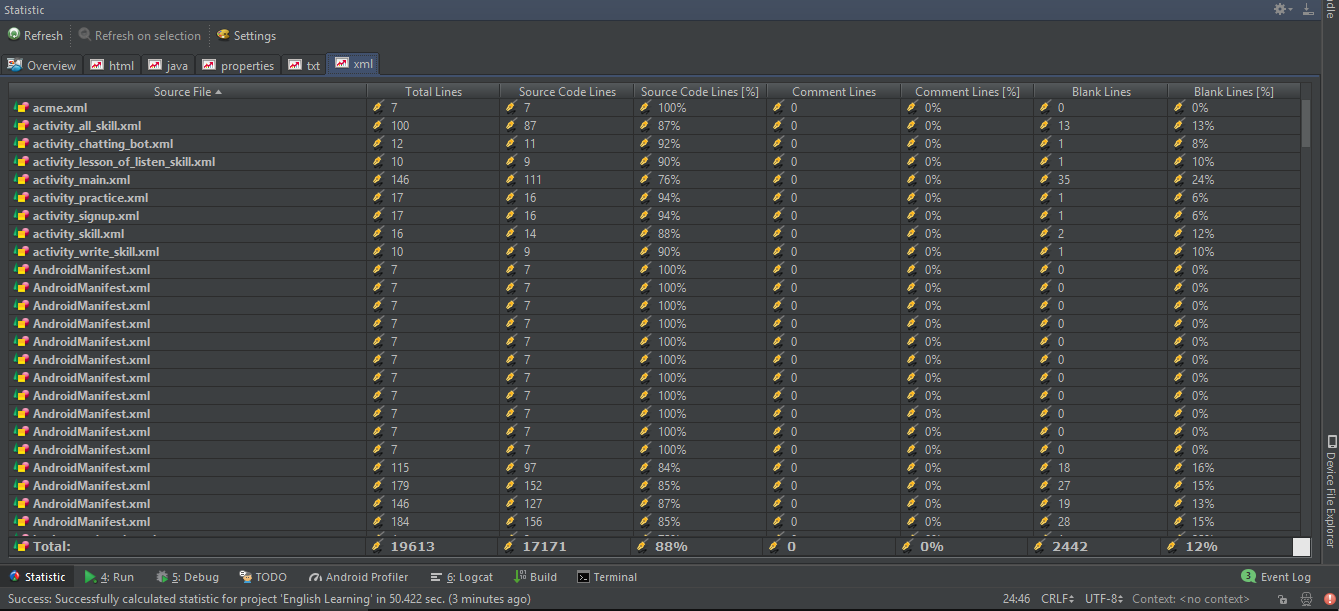 Statistic
Refresh Refresh on selection Settings
Overview html java properties txt xml
Source File Total Lines Source Code Lines Source Code Lines [%] Comment Lines Comment Lines [%] Blank Lines Blank Lines [%]
acme.xml 7 7 100% 0 0% 0 0%
activity_all_skill.xml 100 87 87% 0 0% 13 13%
activity_chatting_bot.xml 12 11 92% 0 0% 1 8%
activity_lesson_of_listen_skill.xml 10 9 90% 0 0% 1 10%
activity_main.xml 146 111 76% 0 0% 35 24%
activity_practice.xml 17 16 94% 0 0% 1 6%
activity_signup.xml 17 16 94% 0 0% 1 6%
activity_skill.xml 16 14 88% 0 0% 2 12%
activity_write_skill.xml 10 9 90% 0 0% 1 10%
AndroidManifest.xml 7 7 100% 0 0% 0 0%
AndroidManifest.xml 7 7 100% 0 0% 0 0%
AndroidManifest.xml 7 7 100% 0 0% 0 0%
AndroidManifest.xml 7 7 100% 0 0% 0 0%
AndroidManifest.xml 7 7 100% 0 0% 0 0%
AndroidManifest.xml 7 7 100% 0 0% 0 0%
AndroidManifest.xml 7 7 100% 0 0% 0 0%
AndroidManifest.xml 7 7 100% 0 0% 0 0%
AndroidManifest.xml 7 7 100% 0 0% 0 0%
AndroidManifest.xml 7 7 100% 0 0% 0 0%
AndroidManifest.xml 7 7 100% 0 0% 0 0%
AndroidManifest.xml 115 97 84% 0 0% 18 16%
AndroidManifest.xml 179 152 85% 0 0% 27 15%
AndroidManifest.xml 146 127 87% 0 0% 19 13%
AndroidManifest.xml 184 156 85% 0 0% 28 15%
Total: 19613 17171 88% 0 0% 2442 12%
Device File Explorer
Statistic 4: Run 5: Debug TODO Android Profiler 6: Logcat Build Terminal 3 Event Log
Success: Successfully calculated statistic for project 'English Learning' in 50.422 sec. (3 minutes ago) 24:46 CRLF UTF-8 Context: <no context>